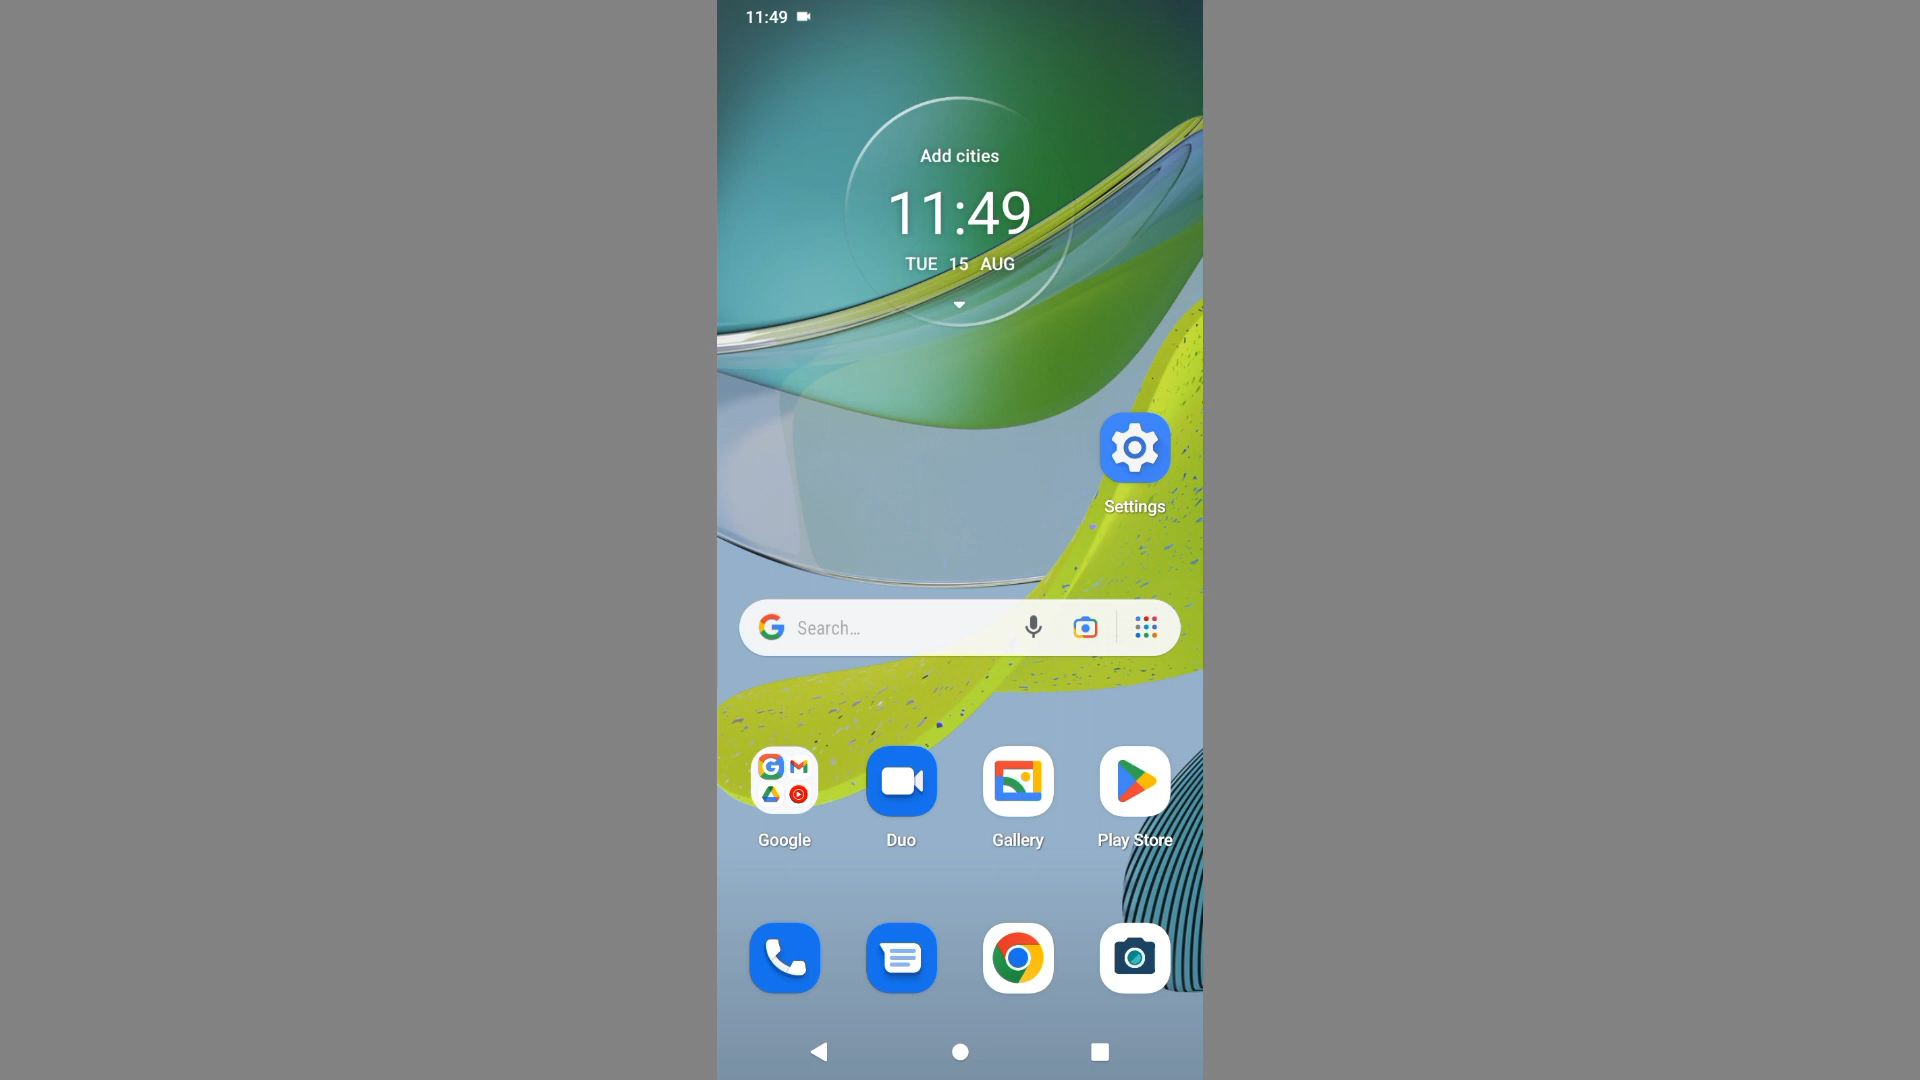 11:49
Add cities
11:49
TUE 15 AUG
Settings
Search...
Google
Duo
Gallery
Play Store